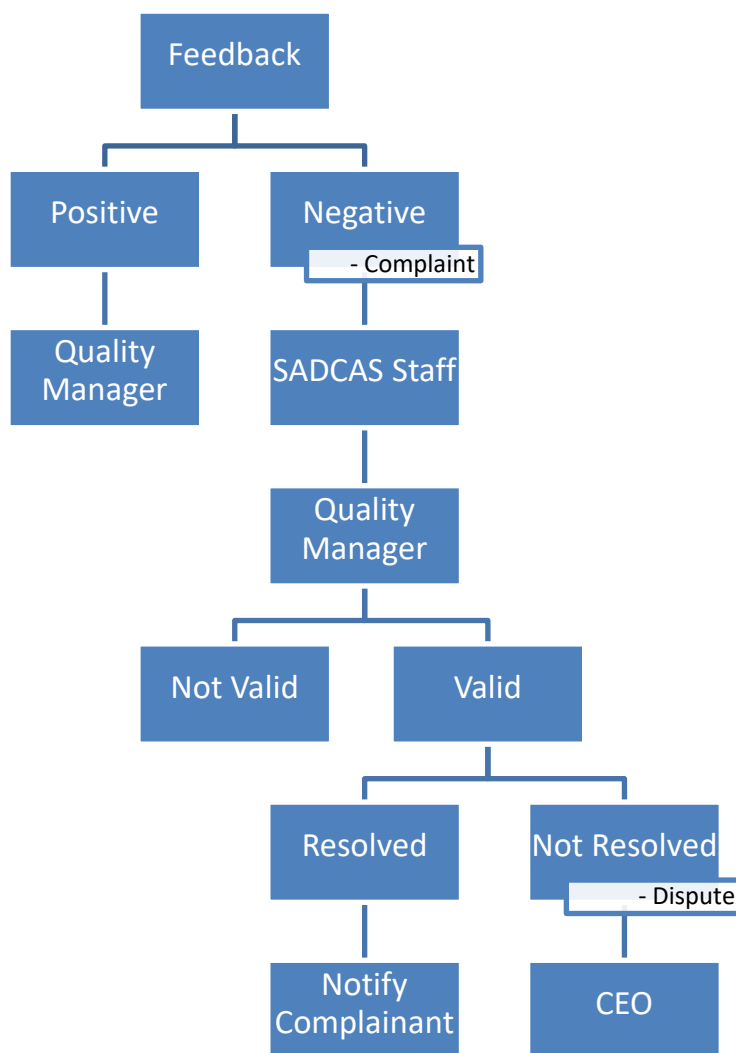 Feedback
Positive
Negative
- Complaint
Quality
Manager
SADCAS Staff
Quality
Manager
Not Valid
Valid
Resolved
Not Resolved
- Dispute
Notify
Complainant
CEO